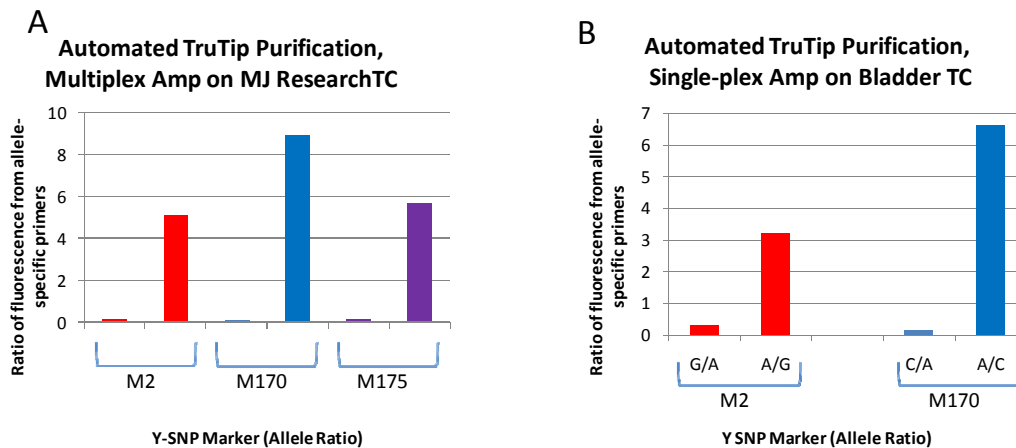 A
Automated TruTip Purification,
Multiplex Amp on MJ ResearchTC
Ratio of fluorescence from allele-
specific primers
10
8
6
4
2
0
M2
M170
M175
Y-SNP Marker (Allele Ratio)
B
Automated TruTip Purification,
Single-plex Amp on Bladder TC
Ratio of fluorescence from allele-
specific primers
7
6
5
4
3
2
1
0
G/A
A/G
C/A
A/C
M2
M170
Y SNP Marker (Allele Ratio)